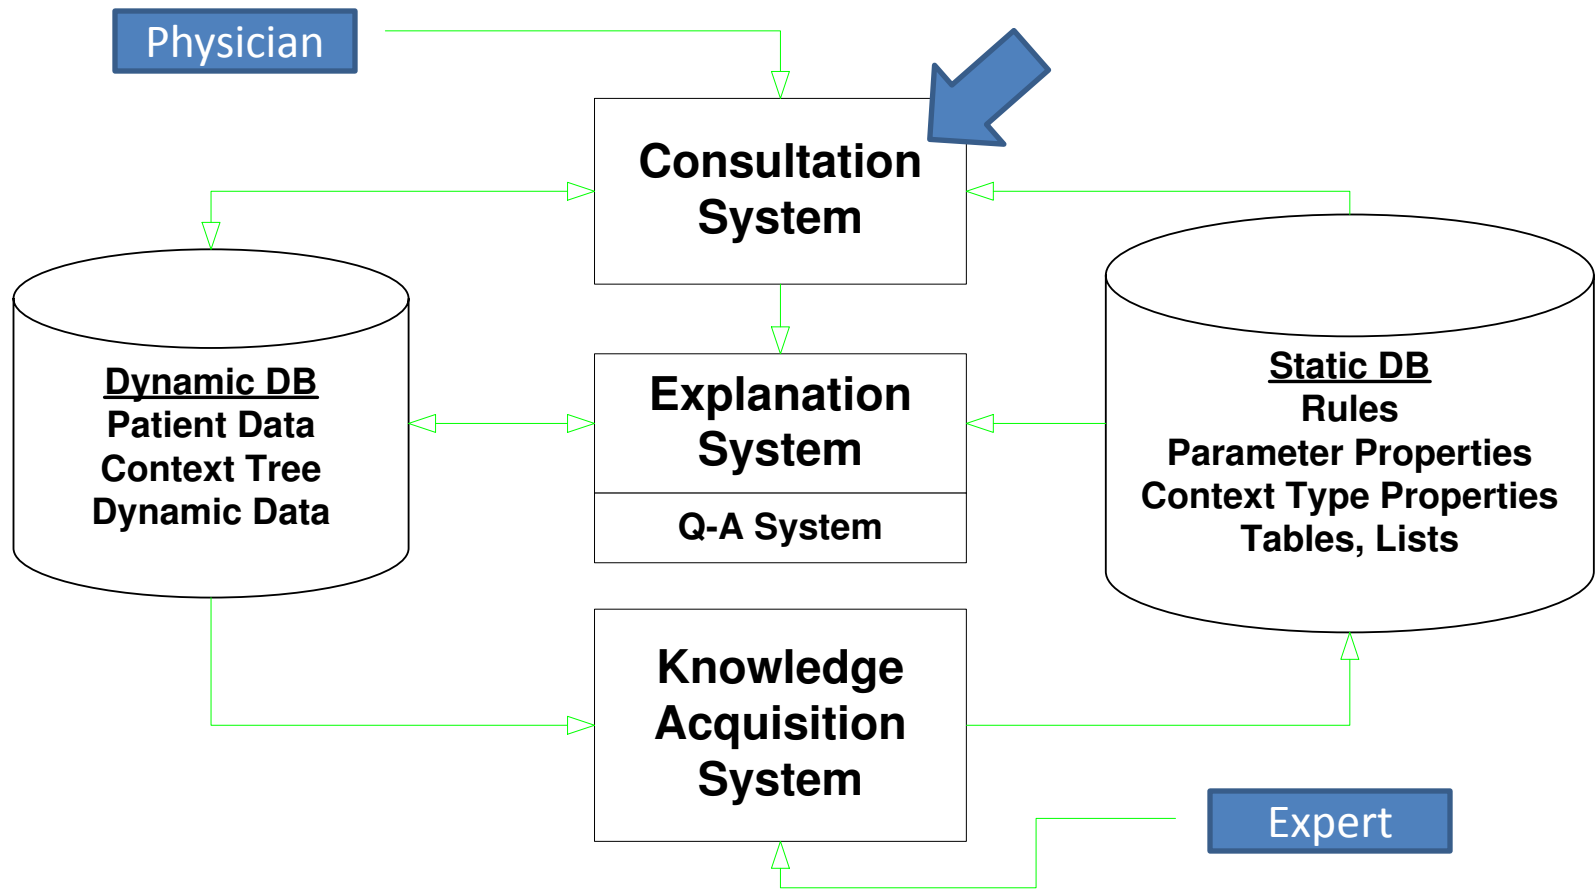 Physician
Consultation
System
Dynamic DB
Patient Data
Context Tree
Dynamic Data
Explanation
System
Q-A System
Static DB
Rules
Parameter Properties
Context Type Properties
Tables, Lists
Knowledge
Acquisition
System
Expert